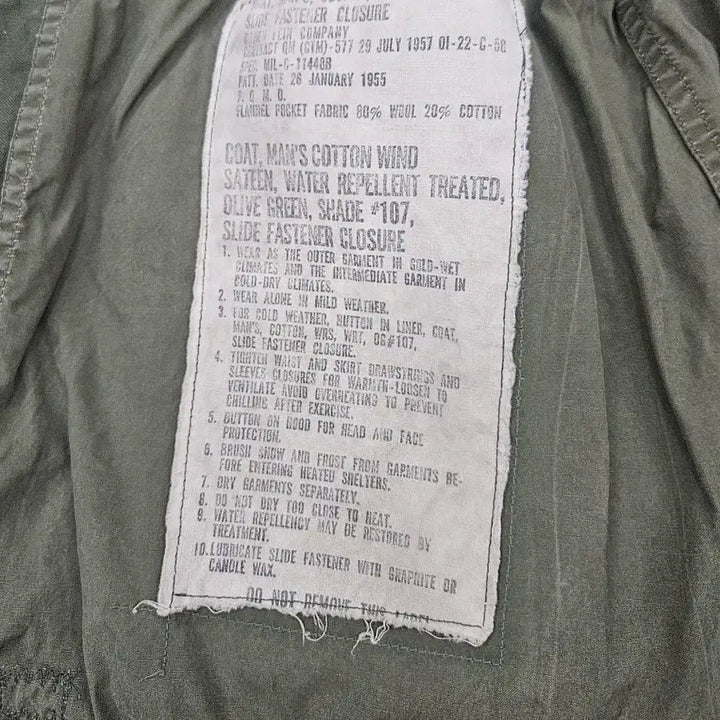 SLIDE FASTENER CLOSURE
COMPANY
CONTRACT QM (CTM)-577 29 JULY 1957 01-22-C-58
SPEC. MIL-C-11448B
PATT. DATE 26 JANUARY 1955
P. Q. M. D.
FLANNEL POCKET FABRIC 80% WOOL 20% COTTON
COAT, MAN'S COTTON WIND
SATEEN, WATER REPELLENT TREATED,
OLIVE GREEN, SHADE #107,
SLIDE FASTENER CLOSURE
1. WEAR AS THE OUTER GARMENT IN COLD-WET
CLIMATES AND THE INTERMEDIATE GARMENT IN
COLD-DRY CLIMATES.
2. WEAR ALONE IN MILD WEATHER.
3. FOR COLD WEATHER, BUTTON IN LINER, COAT,
MAN'S, COTTON, WRS, WRT, OG#107,
SLIDE FASTENER CLOSURE.
4. TIGHTEN WAIST AND SKIRT DRAWSTRINGS AND
SLEEVES CLOSURES FOR WARMTH-LOOSEN TO
VENTILATE AVOID OVERHEATING TO PREVENT
CHILLING AFTER EXERCISE.
5. BUTTON ON HOOD FOR HEAD AND FACE
PROTECTION.
6. BRUSH SNOW AND FROST FROM GARMENTS BE-
FORE ENTERING HEATED SHELTERS.
7. DRY GARMENTS SEPARATELY.
8. DO NOT DRY TOO CLOSE TO HEAT.
9. WATER REPELLENCY MAY BE RESTORED BY
TREATMENT.
10. LUBRICATE SLIDE FASTENER WITH GRAPHITE OR
CANDLE WAX.
DO NOT REMOVE THIS LABEL